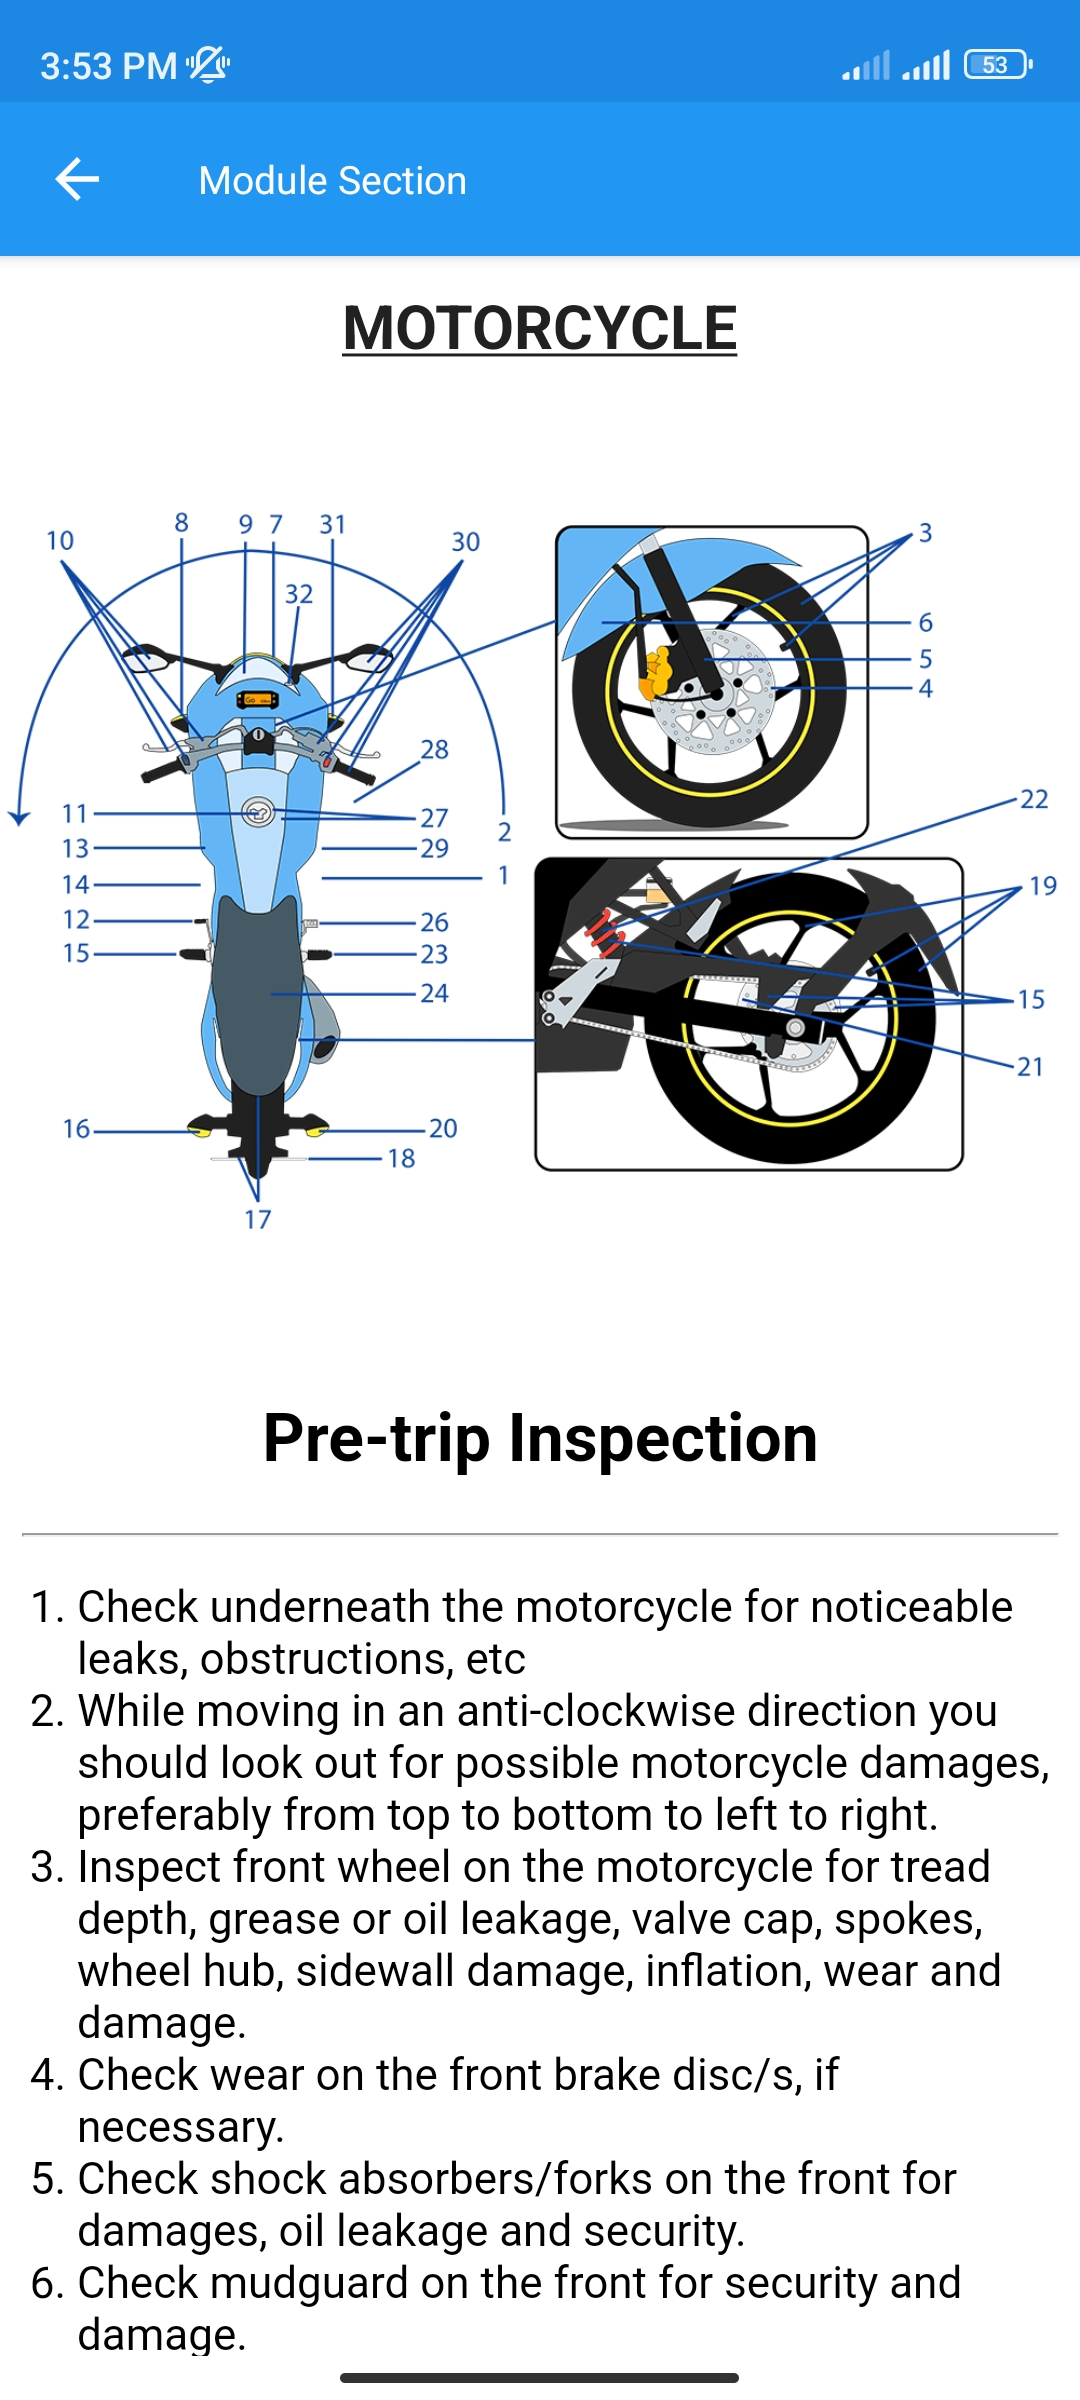 3:53 PM
53
Module Section
MOTORCYCLE
8 9 7 31
10 30
3
32
6
5
4
28
22
11 27
2
13 29
14 1
19
12 26
15 23
24
15
21
16 20
18
17
Pre-trip Inspection
1. Check underneath the motorcycle for noticeable
leaks, obstructions, etc
2. While moving in an anti-clockwise direction you
should look out for possible motorcycle damages,
preferably from top to bottom to left to right.
3. Inspect front wheel on the motorcycle for tread
depth, grease or oil leakage, valve cap, spokes,
wheel hub, sidewall damage, inflation, wear and
damage.
4. Check wear on the front brake disc/s, if
necessary.
5. Check shock absorbers/forks on the front for
damages, oil leakage and security.
6. Check mudguard on the front for security and
damage.